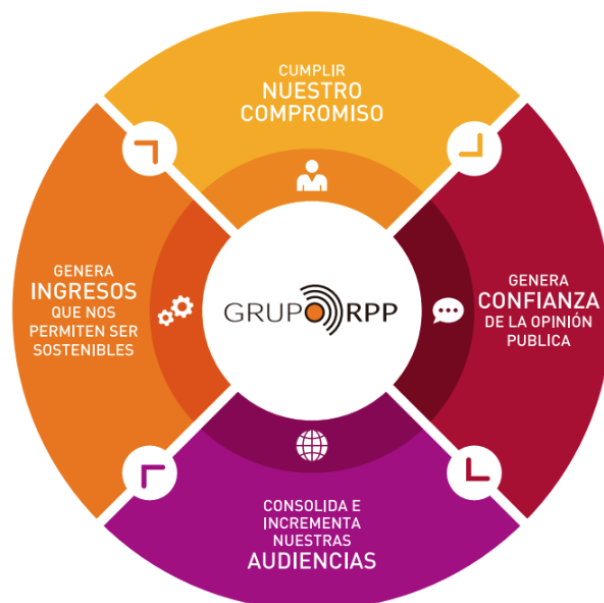 CUMPLIR
NUESTRO
COMPROMISO
GENERA
CONFIANZA
DE LA OPINIÓN
PUBLICA
CONSOLIDA E
INCREMENTA
NUESTRAS
AUDIENCIAS
GENERA
INGRESOS
QUE NOS
PERMITEN SER
SOSTENIBLES
GRUPO RPP